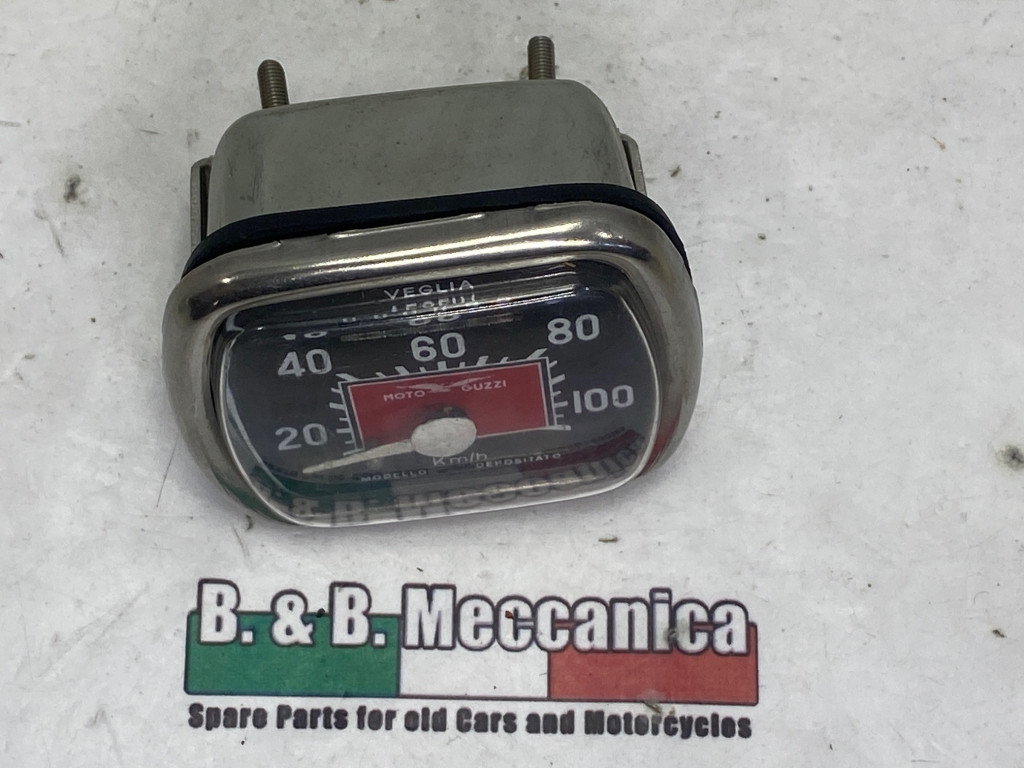 VEGLIA
40 60 80
20 100
MOTO GUZZI
Km/h
MODELLO DEPOSITATO
B. & B. Meccanica
Spare Parts for old Cars and Motorcycles